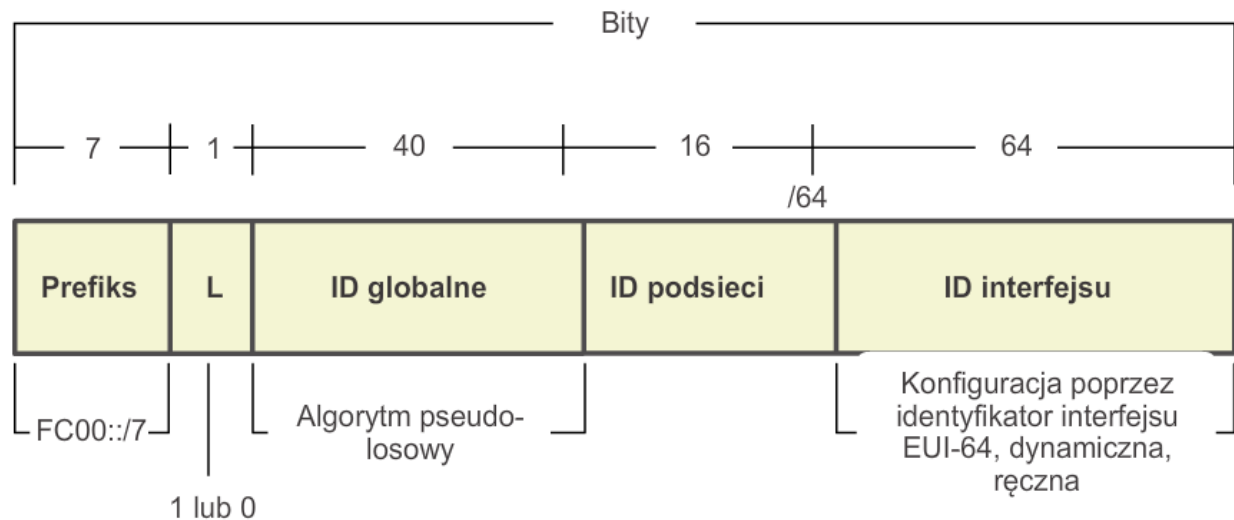 Bity
7 1 40 16 64
/64
Prefiks L ID globalne ID podsieci ID interfejsu
FC00::/7
1 lub 0
Algorytm pseudo-
losowy
Konfiguracja poprzez
identyfikator interfejsu
EUI-64, dynamiczna,
ręczna